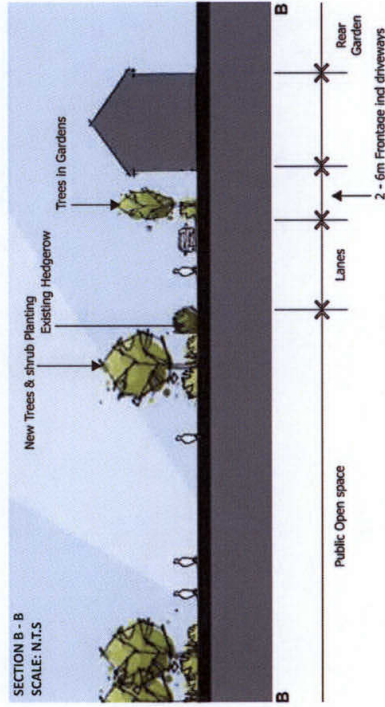 SECTION B - B
SCALE: N.T.S
New Trees & shrub Planting
Existing Hedgerow
Trees in Gardens
B
B
Public Open space
Lanes
2 - 6m Frontage incl driveways
Rear
Garden